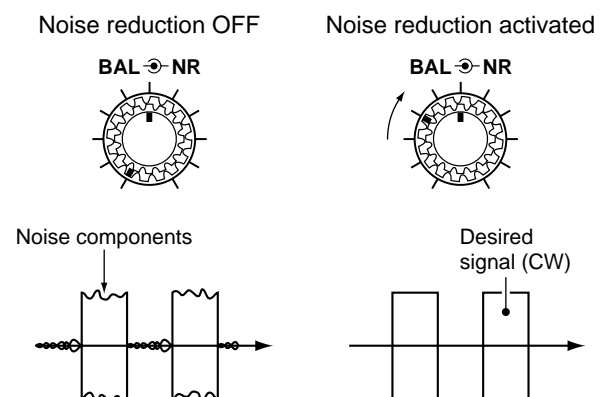 Noise reduction OFF
Noise reduction activated
BAL NR
BAL NR
Noise components
Desired
signal (CW)